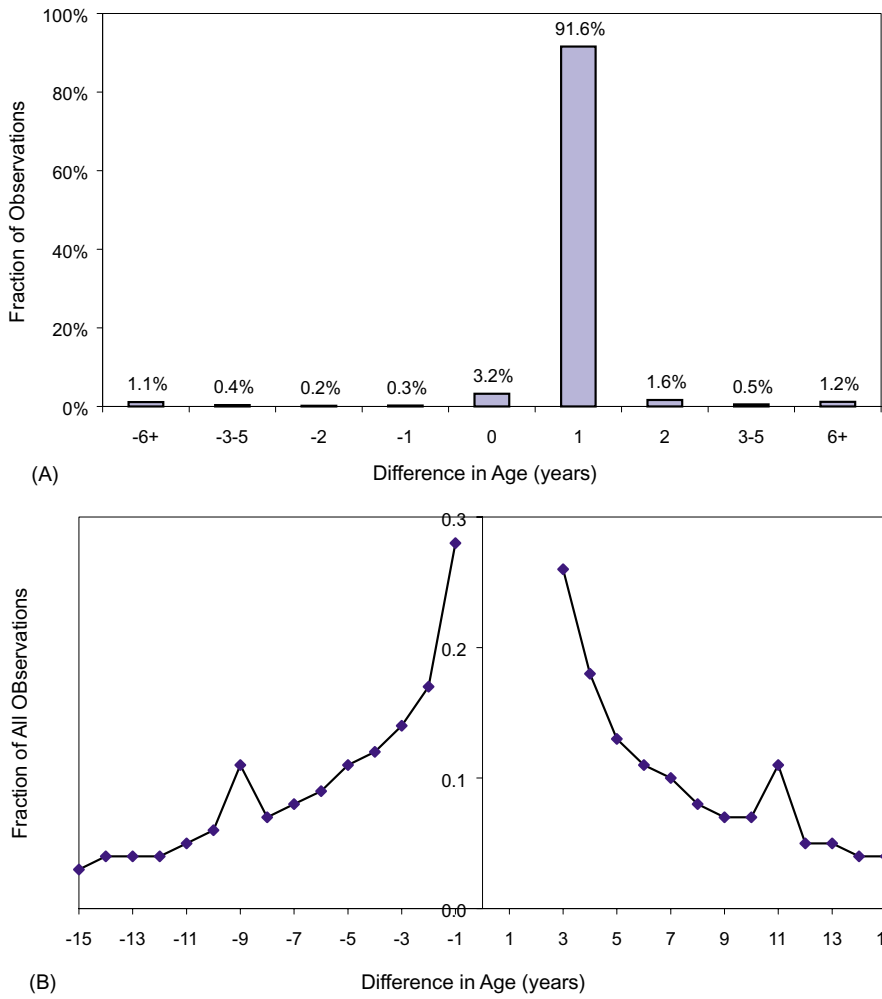 100%
80%
60%
40%
20%
0%
Fraction of Observations
1.1% 0.4% 0.2% 0.3% 3.2% 91.6% 1.6% 0.5% 1.2%
-6+ -3-5 -2 -1 0 1 2 3-5 6+
Difference in Age (years)
(A)
0.3
0.2
0.1
0.0
Fraction of All OBservations
-15 -13 -11 -9 -7 -5 -3 -1 1 3 5 7 9 11 13 1
Difference in Age (years)
(B)